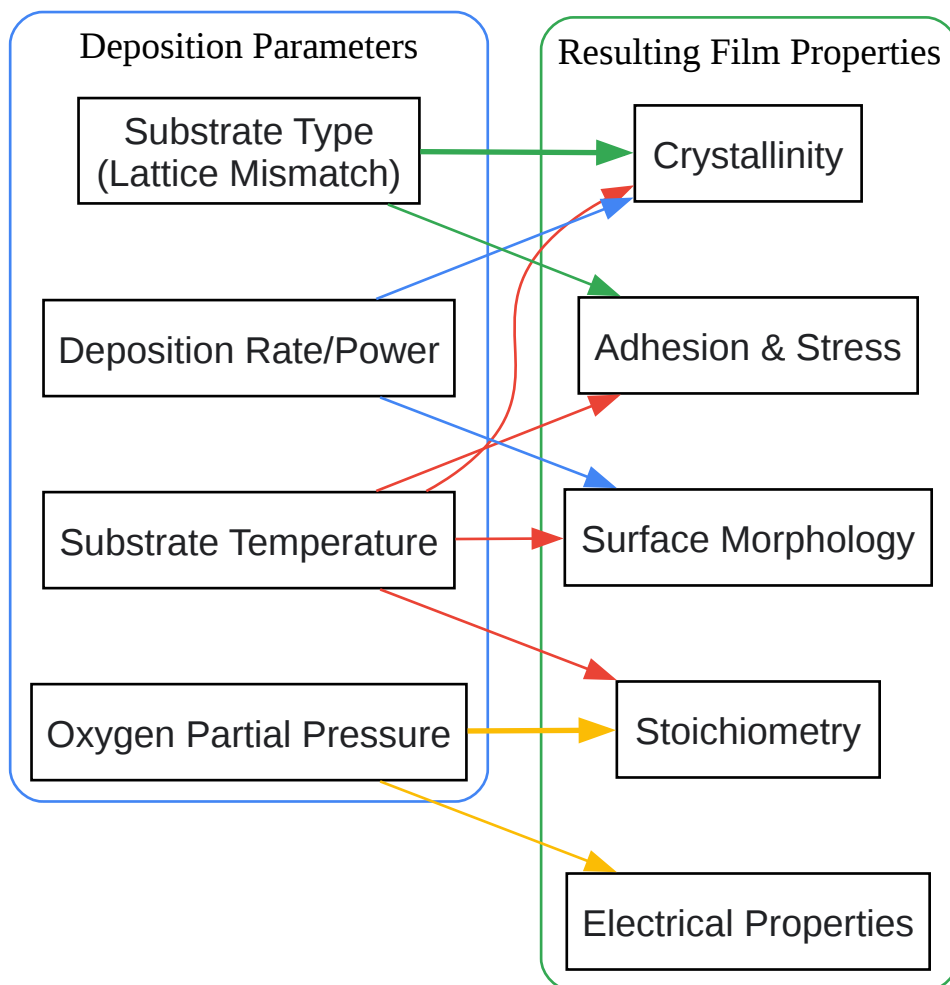 Deposition Parameters
Substrate Type
(Lattice Mismatch)
Deposition Rate/Power
Substrate Temperature
Oxygen Partial Pressure
Resulting Film Properties
Crystallinity
Adhesion & Stress
Surface Morphology
Stoichiometry
Electrical Properties